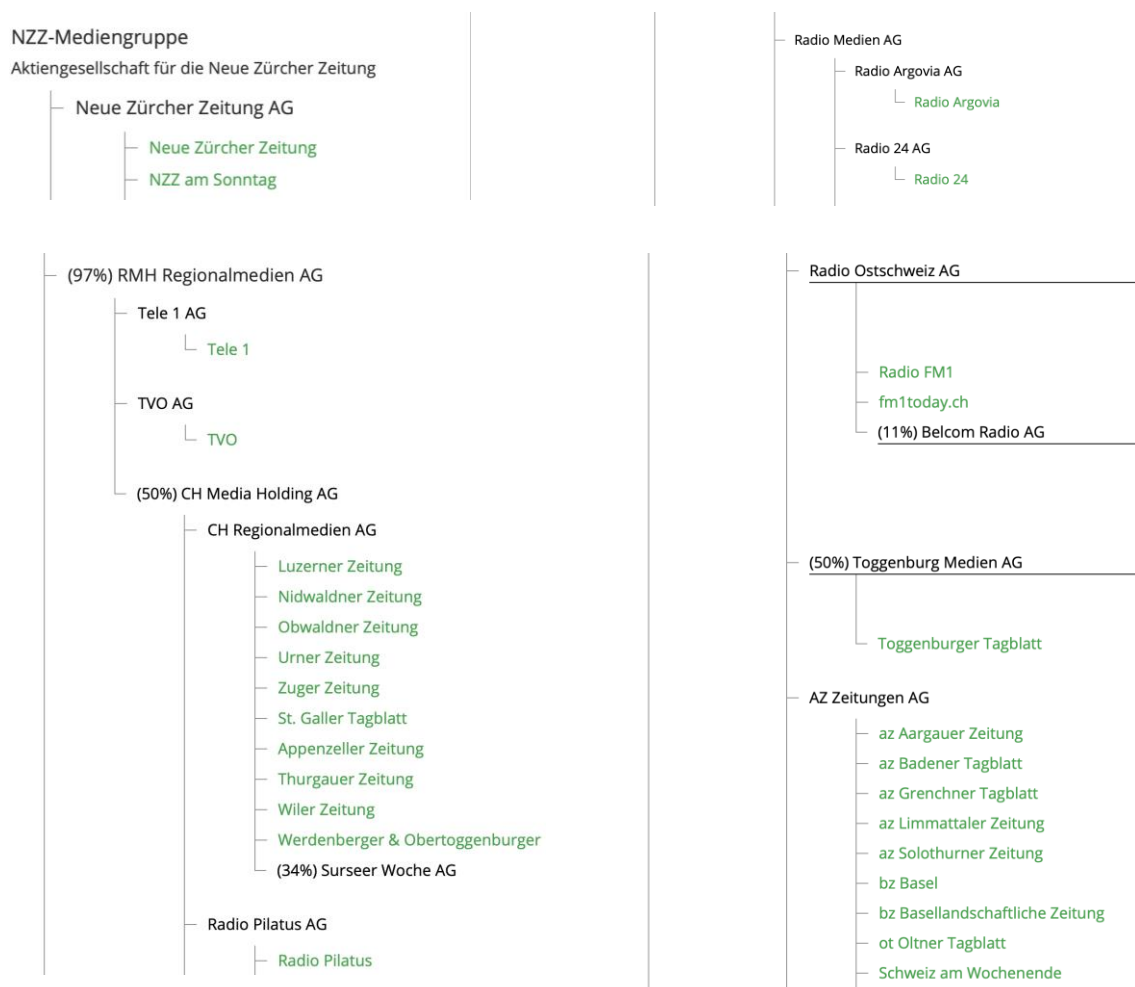 NZZ-Mediengruppe
Aktiengesellschaft für die Neue Zürcher Zeitung
Neue Zürcher Zeitung AG
Neue Zürcher Zeitung
NZZ am Sonntag
(97%) RMH Regionalmedien AG
Tele 1 AG
Tele 1
TVO AG
TVO
(50%) CH Media Holding AG
CH Regionalmedien AG
Luzerner Zeitung
Nidwaldner Zeitung
Obwaldner Zeitung
Urner Zeitung
Zuger Zeitung
St. Galler Tagblatt
Appenzeller Zeitung
Thurgauer Zeitung
Wiler Zeitung
Werdenberger & Obertoggenburger
(34%) Surseer Woche AG
Radio Pilatus AG
Radio Pilatus
Radio Medien AG
Radio Argovia AG
Radio Argovia
Radio 24 AG
Radio 24
Radio Ostschweiz AG
Radio FM1
fm1today.ch
(11%) Belcom Radio AG
(50%) Toggenburg Medien AG
Toggenburger Tagblatt
AZ Zeitungen AG
az Aargauer Zeitung
az Badener Tagblatt
az Grenchner Tagblatt
az Limmattaler Zeitung
az Solothurner Zeitung
bz Basel
bz Basellandschaftliche Zeitung
ot Oltner Tagblatt
Schweiz am Wochenende